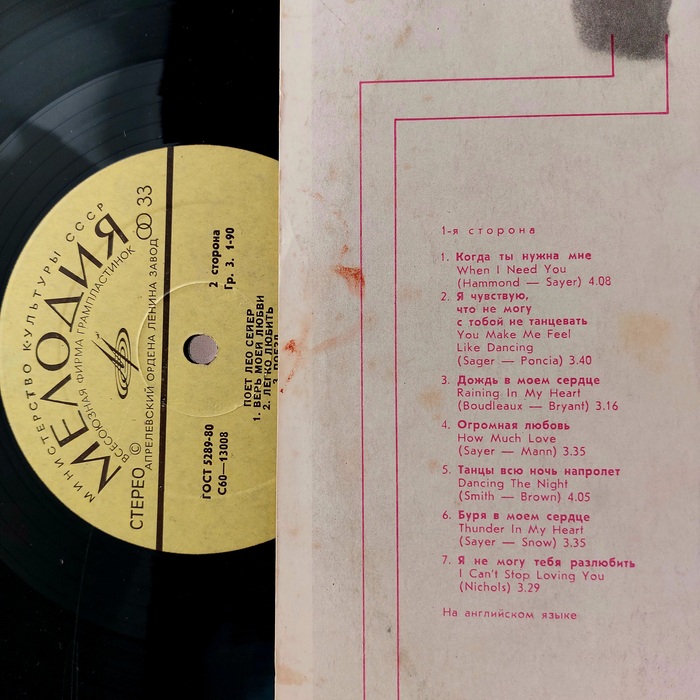 МИНИСТЕРСТВО КУЛЬТУРЫ СССР
МЕЛОДИЯ
ВСЕСОЮЗНАЯ ФИРМА ГРАМПЛАСТИНОК
АПРЕЛЕВСКИЙ ОРДЕНА ЛЕНИНА ЗАВОД
СТЕРЕО
33
2 сторона
Гр. 3. 1-90
ПОЕТ ЛЕО СЕЙЕР
1. ВЕРЬ МОЕЙ ЛЮБВИ
2. ЛЕГКО ЛЮБИТЬ
3. ПОЕЗД
ГОСТ 5289-80
С60—13008
1-я сторона
1. Когда ты нужна мне
When I Need You
(Hammond — Sayer) 4.08
2. Я чувствую,
что не могу
с тобой не танцевать
You Make Me Feel
Like Dancing
(Sager — Poncia) 3.40
3. Дождь в моем сердце
Raining In My Heart
(Boudleaux — Bryant) 3.16
4. Огромная любовь
How Much Love
(Sayer — Mann) 3.35
5. Танцы всю ночь напролет
Dancing The Night
(Smith — Brown) 4.05
6. Буря в моем сердце
Thunder In My Heart
(Sayer — Snow) 3.35
7. Я не могу тебя разлюбить
I Can't Stop Loving You
(Nichols) 3.29
На английском языке